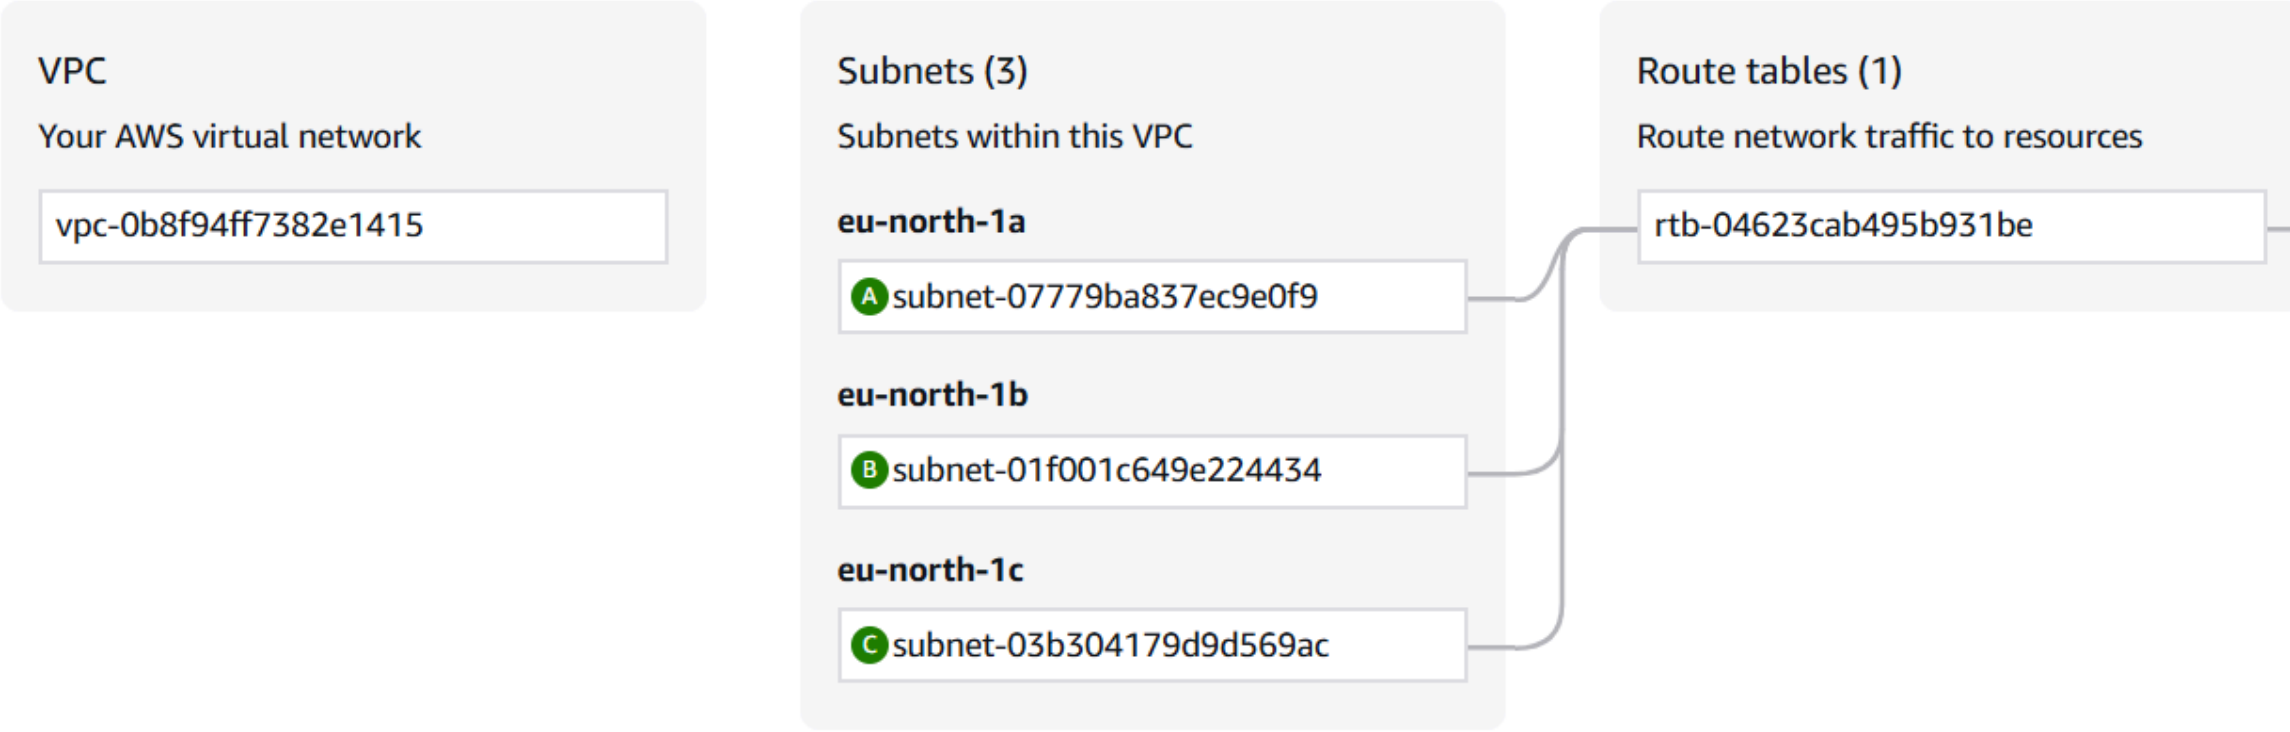 VPC
Your AWS virtual network
vpc-0b8f94ff7382e1415
Subnets (3)
Subnets within this VPC
eu-north-1a
A subnet-07779ba837ec9e0f9
eu-north-1b
B subnet-01f001c649e224434
eu-north-1c
C subnet-03b304179d9d569ac
Route tables (1)
Route network traffic to resources
rtb-04623cab495b931be